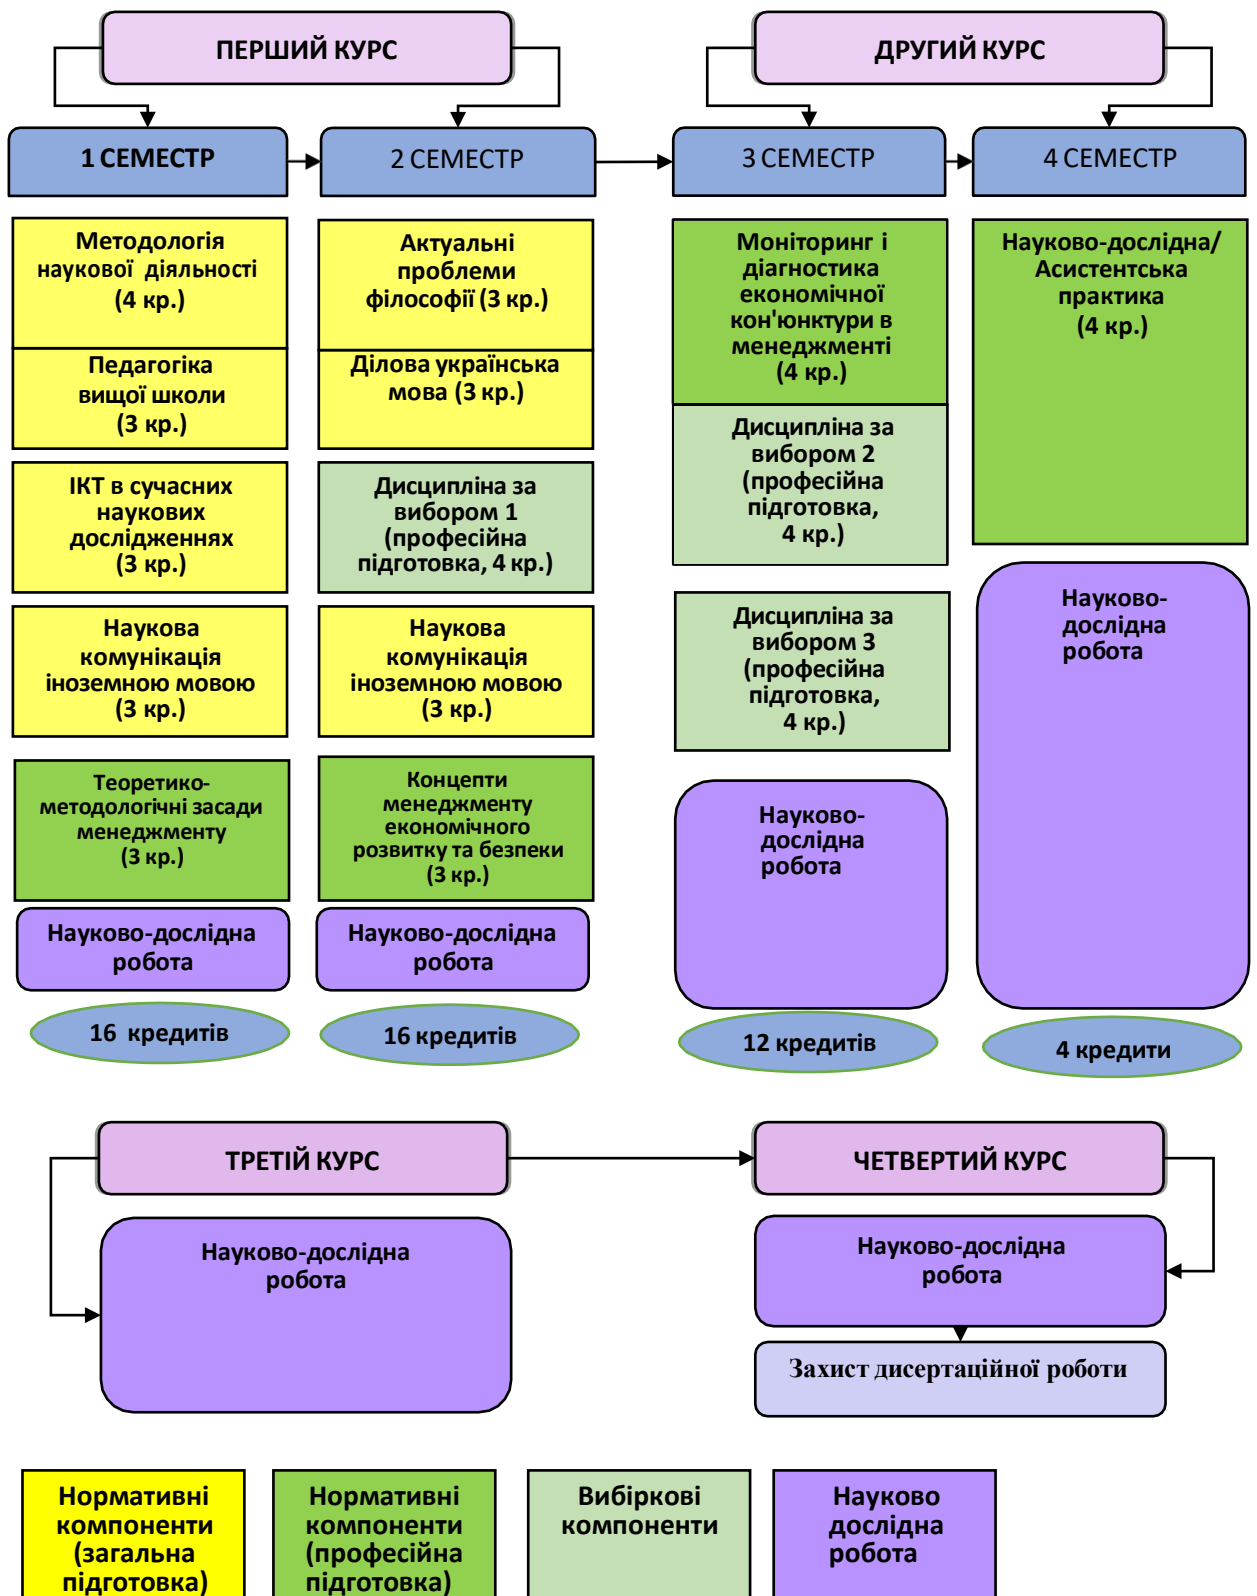 ПЕРШИЙ КУРС
ДРУГИЙ КУРС
1 СЕМЕСТР
2 СЕМЕСТР
3 СЕМЕСТР
4 СЕМЕСТР
Методологія
наукової діяльності
(4 кр.)
Педагогіка
вищої школи
(3 кр.)
ІКТ в сучасних
наукових
дослідженнях
(3 кр.)
Наукова
комунікація
іноземною мовою
(3 кр.)
Теоретико-
методологічні засади
менеджменту
(3 кр.)
Науково-дослідна
робота
16 кредитів
Актуальні
проблеми
філософії (3 кр.)
Ділова українська
мова (3 кр.)
Дисципліна за
вибором 1
(професійна
підготовка, 4 кр.)
Наукова
комунікація
іноземною мовою
(3 кр.)
Концепти
менеджменту
економічного
розвитку та безпеки
(3 кр.)
Науково-дослідна
робота
16 кредитів
Моніторинг і
діагностика
економічної
кон'юнктури в
менеджменті
(4 кр.)
Дисципліна за
вибором 2
(професійна
підготовка,
4 кр.)
Дисципліна за
вибором 3
(професійна
підготовка,
4 кр.)
Науково-
дослідна
робота
12 кредитів
Науково-дослідна/
Асистентська
практика
(4 кр.)
Науково-
дослідна
робота
4 кредити
ТРЕТІЙ КУРС
ЧЕТВЕРТИЙ КУРС
Науково-дослідна
робота
Науково-дослідна
робота
Захист дисертаційної роботи
Нормативні
компоненти
(загальна
підготовка)
Нормативні
компоненти
(професійна
підготовка)
Вибіркові
компоненти
Науково
дослідна
робота